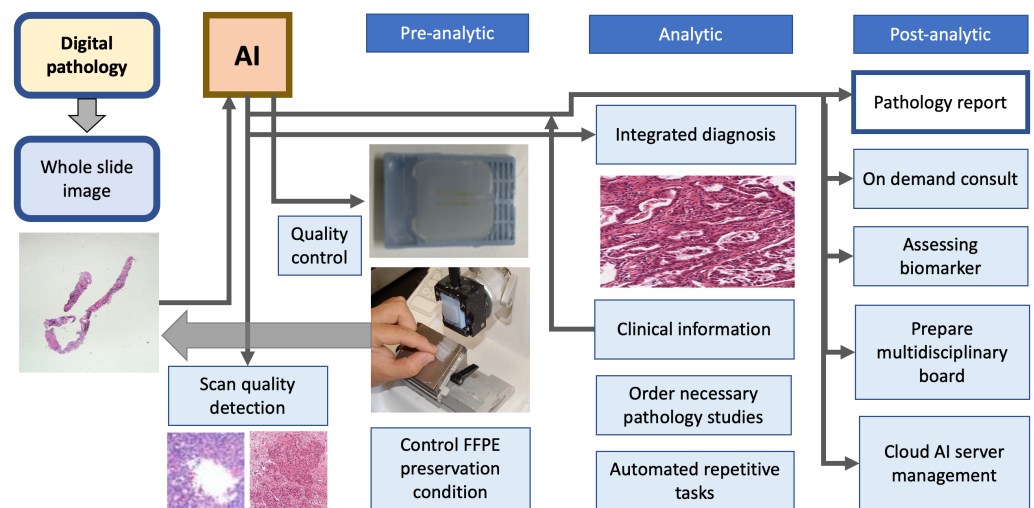 Digital
pathology
Whole slide
image
AI
Pre-analytic
Analytic
Post-analytic
Quality
control
Scan quality
detection
Control FFPE
preservation
condition
Integrated diagnosis
Clinical information
Order necessary
pathology studies
Automated repetitive
tasks
Pathology report
On demand consult
Assessing
biomarker
Prepare
multidisciplinary
board
Cloud AI server
management